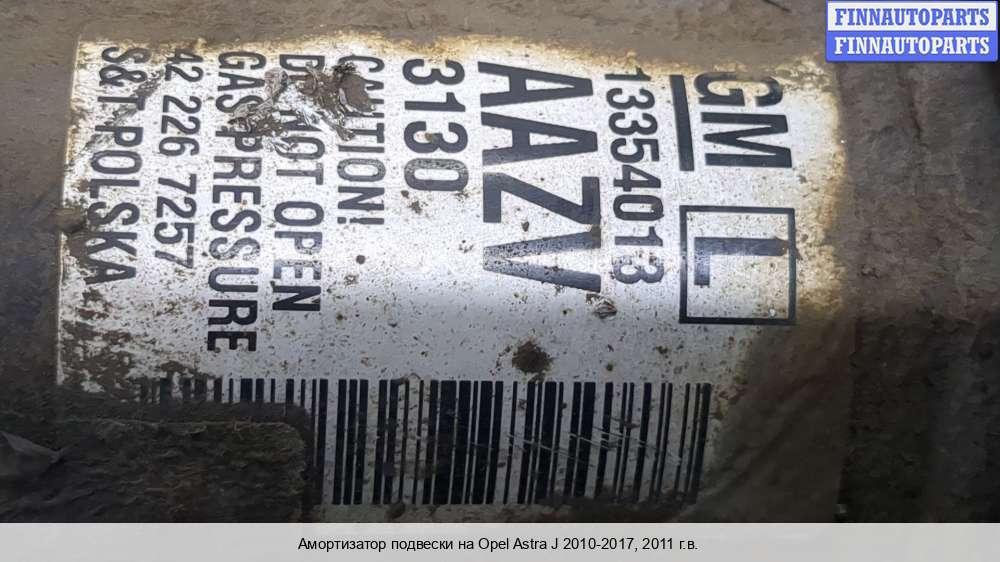 FINNAUTOPARTS
FINNAUTOPARTS
GM L
13354013
AAZV
3130
CAUTION!
DO NOT OPEN
GAS PRESSURE
42 226 7257
S&T POLSKA
Амортизатор подвески на Opel Astra J 2010-2017, 2011 г.в.